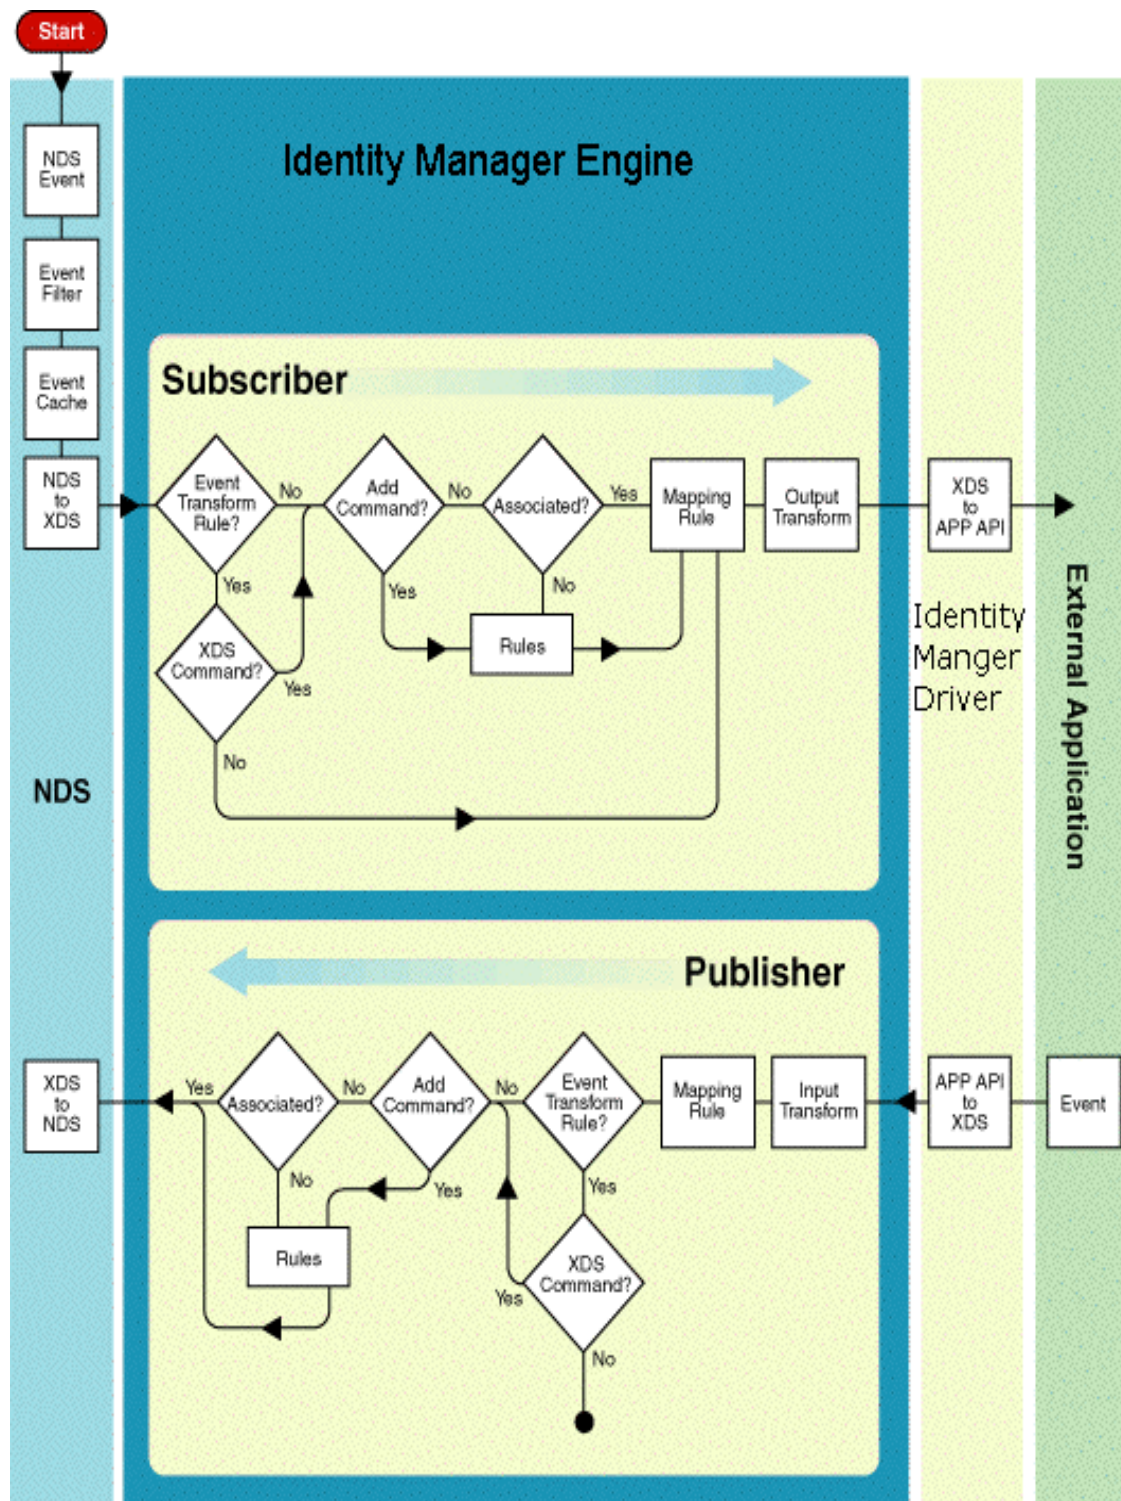 Start
NDS
Event
Identity Manager Engine
Event
Filter
Event
Cache
NDS
to
XDS
Subscriber
Event
Transform
Rule?
No
Add
Command?
No
Associated?
Yes
Mapping
Rule
Output
Transform
XDS
to
APP API
Yes
Yes
No
XDS
Command?
Yes
Rules
No
Identity
Manger
Driver
External Application
NDS
Publisher
XDS
to
NDS
Yes
Associated?
No
Add
Command?
No
Event
Transform
Rule?
Mapping
Rule
Input
Transform
APP API
to
XDS
Event
No
Yes
Yes
Rules
XDS
Command?
Yes
No